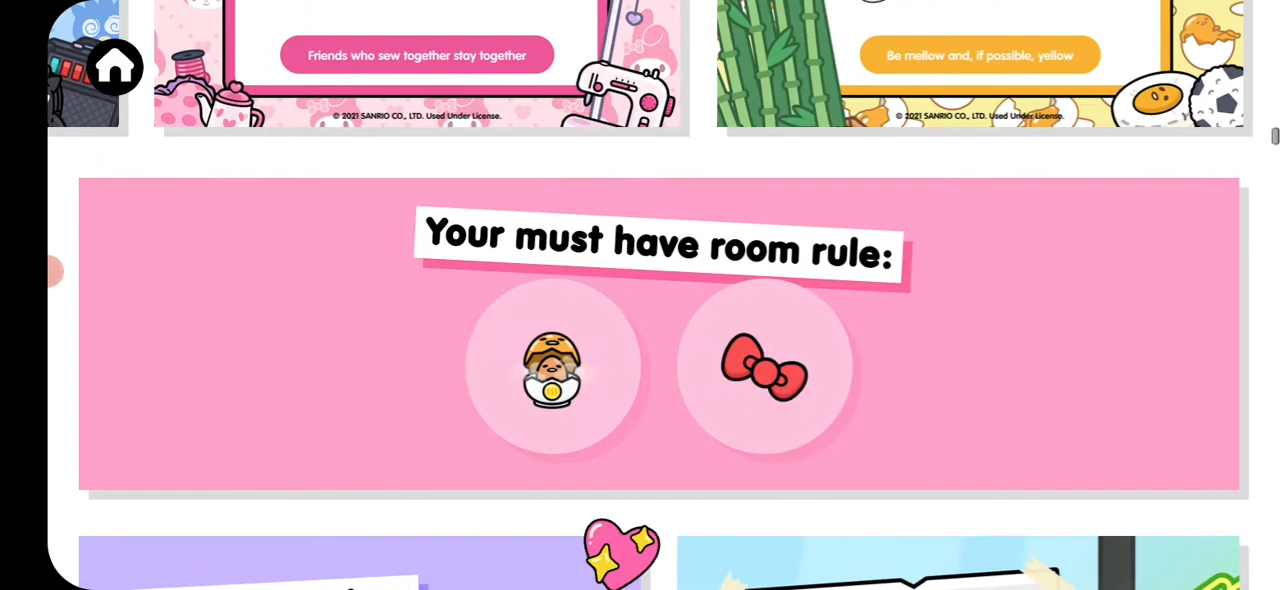 Friends who sew together stay together
Be mellow and, if possible, yellow
© 2021 SANRIO CO., LTD. Used Under License.
© 2021 SANRIO CO., LTD. Used Under License.
Your must have room rule: